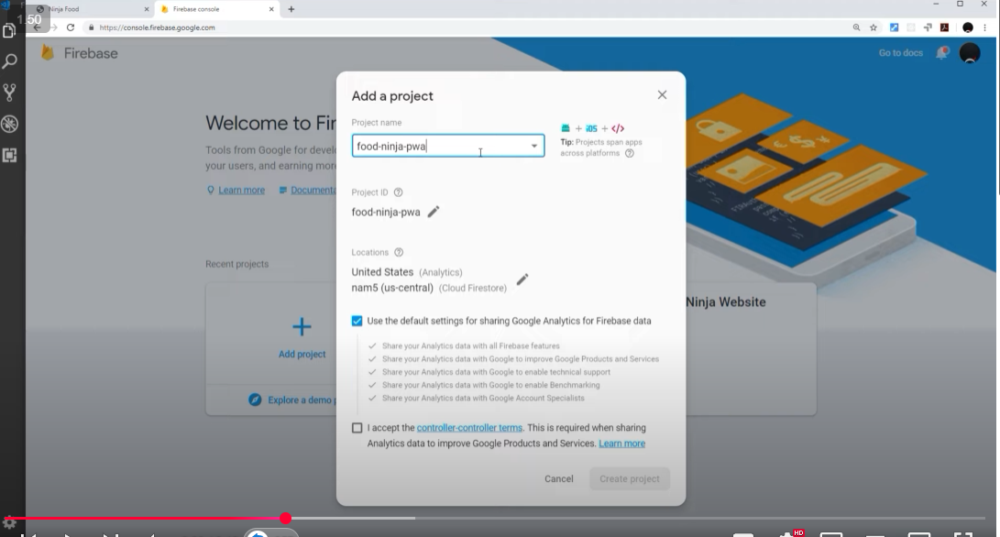 Ninja Food
Firebase console
1.50
https://console.firebase.google.com
Firebase
Go to docs
Add a project
Project name
food-ninja-pwa
+ iOS + </>
Tip: Projects span apps
across platforms
Welcome to Fir
Tools from Google for devel
your users, and earning mor
Learn more
Documenta
Project ID
food-ninja-pwa
Locations
United States (Analytics)
nam5 (us-central) (Cloud Firestore)
Recent projects
Add project
Explore a demo p
Ninja Website
Use the default settings for sharing Google Analytics for Firebase data
Share your Analytics data with all Firebase features
Share your Analytics data with Google to improve Google Products and Services
Share your Analytics data with Google to enable technical support
Share your Analytics data with Google to enable Benchmarking
Share your Analytics data with Google Account Specialists
I accept the controller-controller terms. This is required when sharing
Analytics data to improve Google Products and Services. Learn more
Cancel
Create project
HD